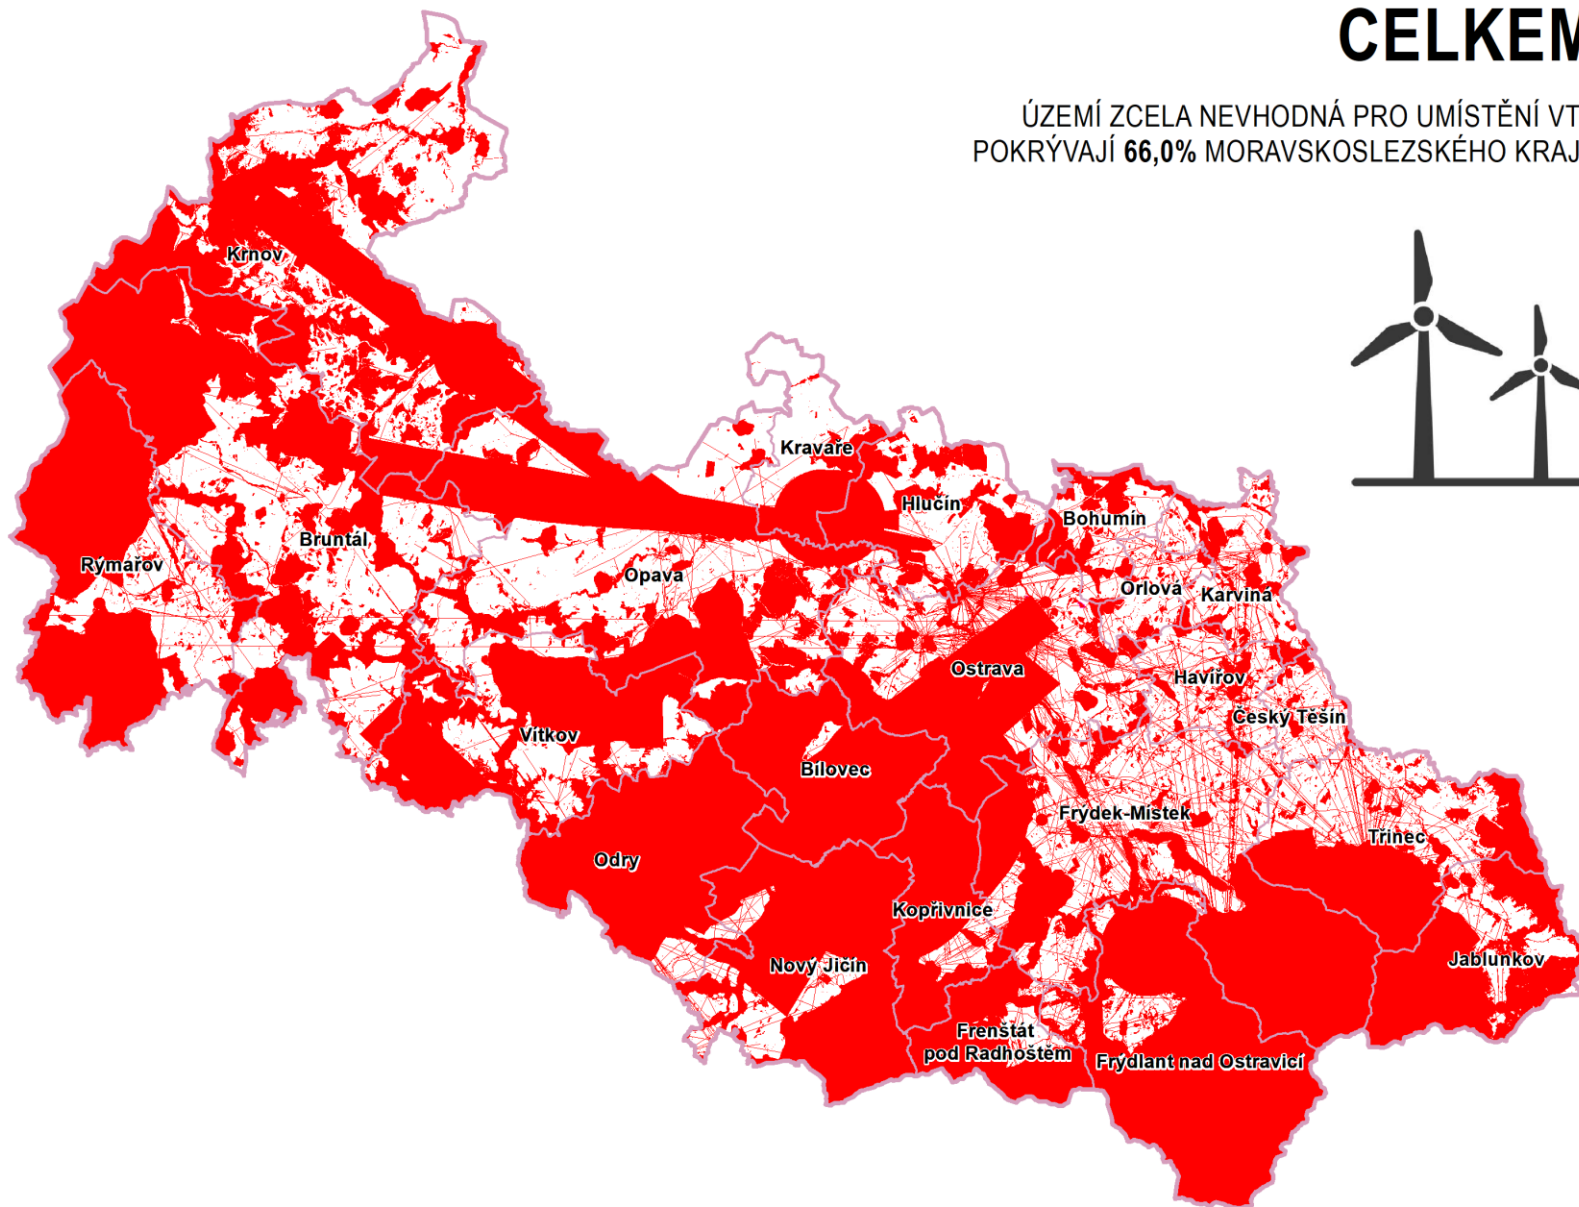 CELKEM
ÚZEMÍ ZCELA NEVHODNÁ PRO UMÍSTĚNÍ VT
POKRÝVAJÍ 66,0% MORAVSKOSLEZSKÉHO KRAJ
Krnov
Kravaře
Hlučín
Bohumín
Bruntál
Rýmařov
Opava
Orlová
Karviná
Ostrava
Havířov
Český Těšín
Vítkov
Bílovec
Frýdek-Místek
Třinec
Odry
Kopřivnice
Nový Jičín
Jablunkov
Frenštát
pod Radhoštěm
Frýdlant nad Ostravicí